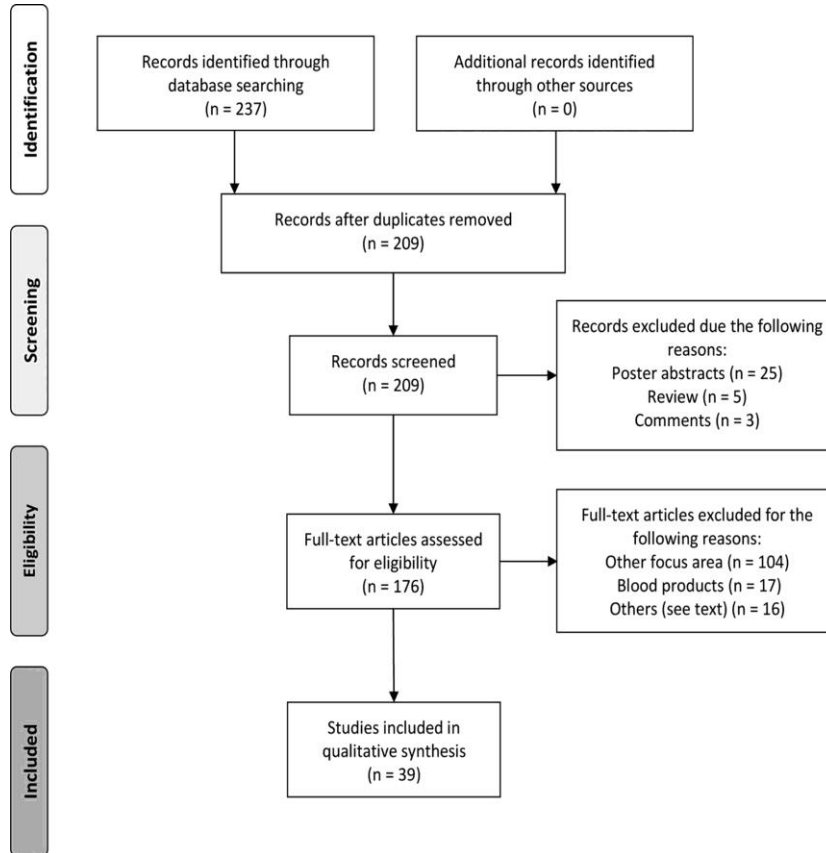 Identification
Records identified through
database searching
(n = 237)
Additional records identified
through other sources
(n = 0)
Records after duplicates removed
(n = 209)
Screening
Records screened
(n = 209)
Records excluded due the following
reasons:
Poster abstracts (n = 25)
Review (n = 5)
Comments (n = 3)
Eligibility
Full-text articles assessed
for eligibility
(n = 176)
Full-text articles excluded for the
following reasons:
Other focus area (n = 104)
Blood products (n = 17)
Others (see text) (n = 16)
Included
Studies included in
qualitative synthesis
(n = 39)